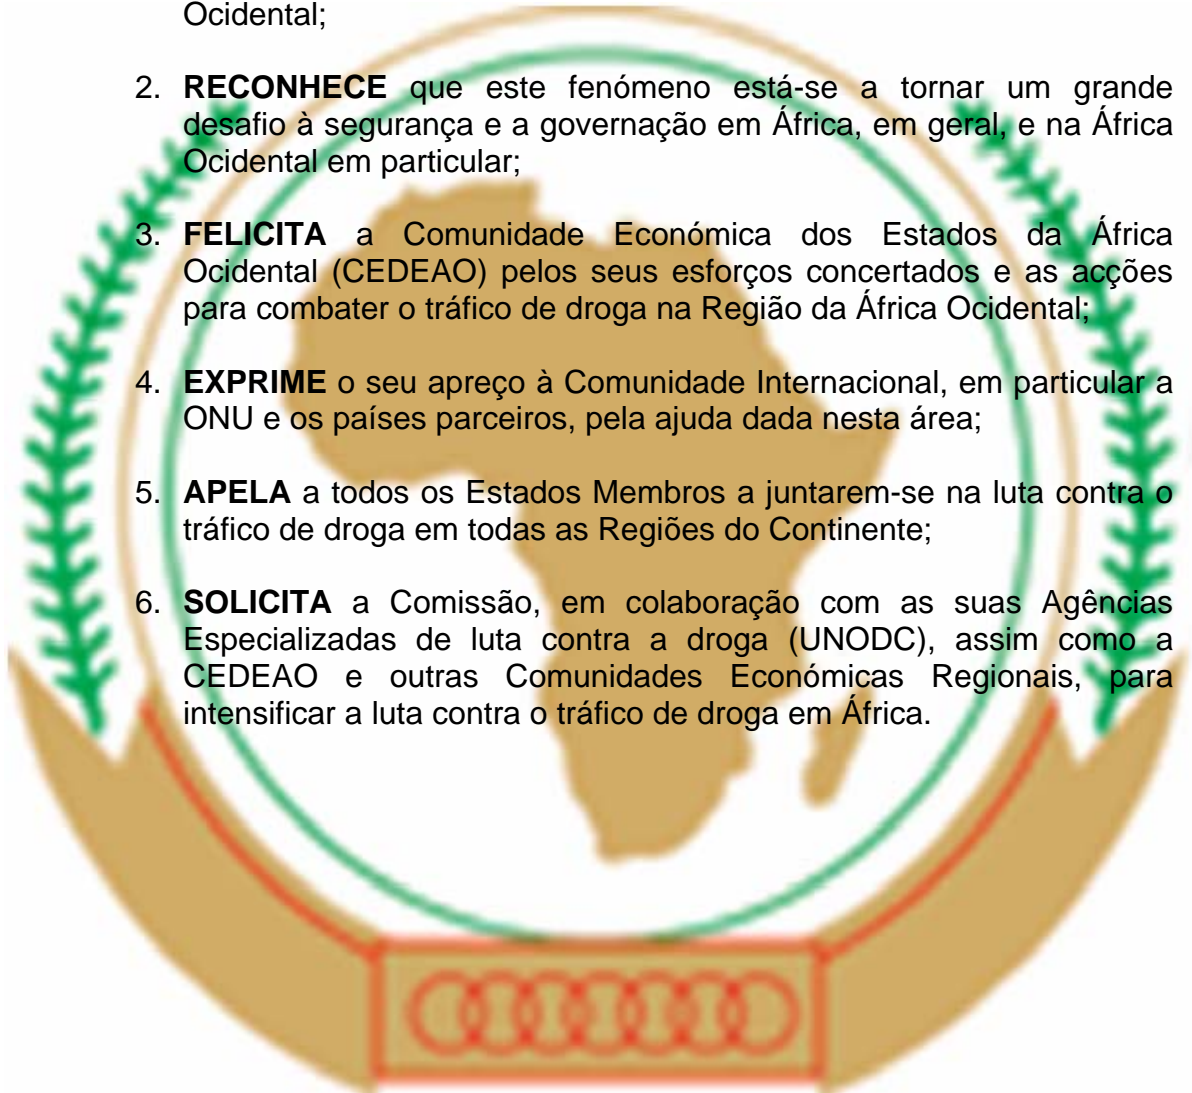 Ocidental;
2. RECONHECE que este fenómeno está-se a tornar um grande
desafio à segurança e a governação em África, em geral, e na África
Ocidental em particular;
3. FELICITA a Comunidade Económica dos Estados da África
Ocidental (CEDEAO) pelos seus esforços concertados e as acções
para combater o tráfico de droga na Região da África Ocidental;
4. EXPRIME o seu apreço à Comunidade Internacional, em particular a
ONU e os países parceiros, pela ajuda dada nesta área;
5. APELA a todos os Estados Membros a juntarem-se na luta contra o
tráfico de droga em todas as Regiões do Continente;
6. SOLICITA a Comissão, em colaboração com as suas Agências
Especializadas de luta contra a droga (UNODC), assim como a
CEDEAO e outras Comunidades Económicas Regionais, para
intensificar a luta contra o tráfico de droga em África.